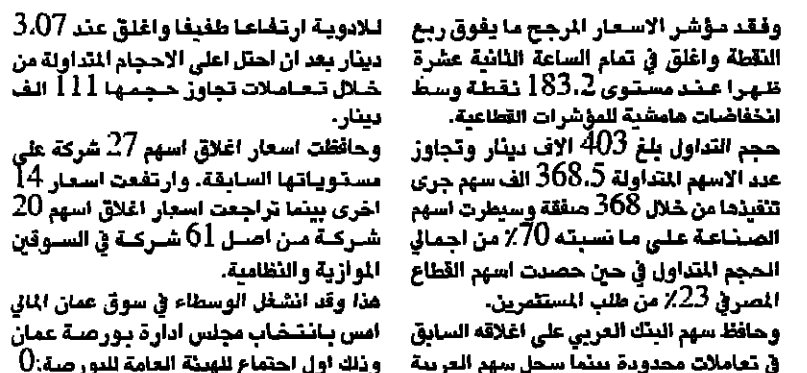 وفقد مؤشر الاسعار المرجح ما يفوق ربع
النقطة واغلق في تمام الساعة الثانية عشرة
ظهرا عند مستوى 183.2 نقطة وسط
انخفاضات هامشية للمؤشرات القطاعية.
حجم التداول بلغ 403 الاف دينار وتجاوز
عدد الاسهم المتداولة 368.5 الف سهم جرى
تنفيذها من خلال 368 صفقة وسيطرت اسهم
الصناعة على ما نسبته 70٪ من اجمالي
الحجم المتداول في حين حصدت اسهم القطاع
المصرفي 23٪ من طلب المستثمرين.
وحافظ سهم البنك العربي على اغلاقه السابق
في تعاملات محدودة بينما سجل سهم العربية
للادوية ارتفاعا طفيفا واغلق عند 3.07
دينار بعد ان احتل اعلى الاحجام المتداولة من
خلال تعاملات تجاوز حجمها 111 الف
دينار.
وحافظت اسعار اغلاق اسهم 27 شركة على
مستوياتها السابقة. وارتفعت اسعار 14
اخرى بينما تراجعت اسعار اغلاق اسهم 20
شركة من اصل 61 شركة في السوقين
الموازية والنظامية.
هذا وقد انشغل الوسطاء في سوق عمان المالي
امس بانتخاب مجلس ادارة بورصة عمان
وذلك اول اجتماع للهيئة العامة للبورصة:0